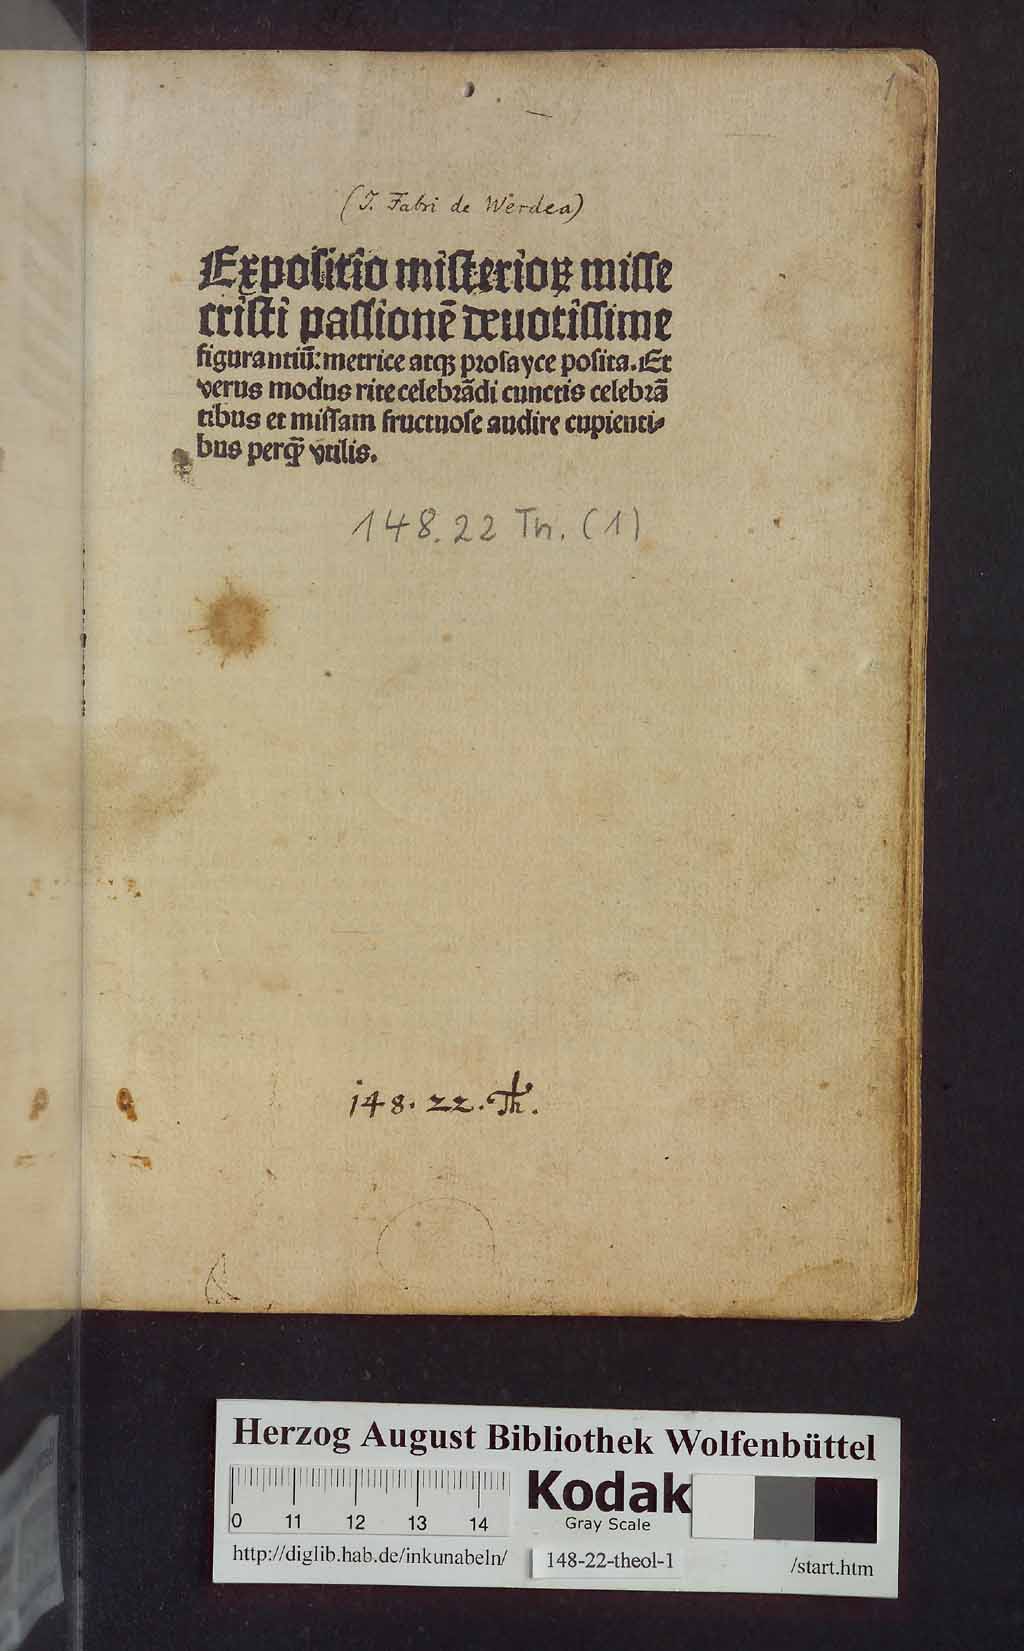 1
(J. Fabri de Werdea)
Expositio misterioꝝ misse
cristi passionē deuotissime
figurantiū: metrice atqꝫ prosayce posita. Et
verus modus rite celebrādi cunctis celebrā
tibus et missam fructuose audire cupienti-
bus perqꝫ̄ vtilis.
148.22 Th. (1)
148. 22. Th.
Herzog August Bibliothek Wolfenbüttel
Kodak
Gray Scale
0 11 12 13 14
http://diglib.hab.de/inkunabeln/ 148-22-theol-1 /start.htm